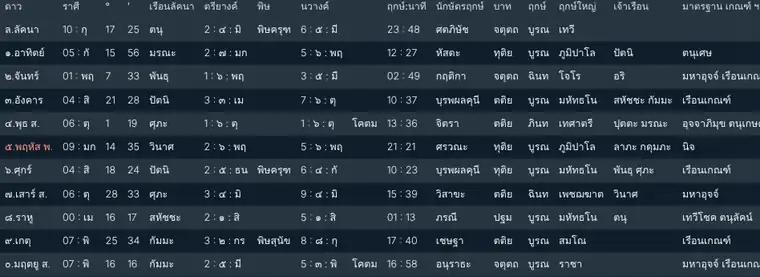 ดาว ราศี ° ' เรือนลัคนา ตรียางค์ พิษ นวางค์ ฤกษ์:นาที นักษัตรฤกษ์ บาท ฤกษ์ ฤกษ์ใหญ่ เจ้าเรือน มาตรฐาน เกณฑ์ ฯ
ล.ลัคนา 10 : กุ 17 25 ตนุ 2 : ๔ : มิ พิษครุฑ 6 : ๕ : มี 23 : 48 ศตภิษัช จตุตถ บูรณ เทวี
๑.อาทิตย์ 05 : กั 15 56 มรณะ 2 : ๗ : มก 5 : ๖ : พฤ 12 : 27 หัสตะ ทุติย บูรณ ภูมิปาโล ปัตนิ ตนุเศษ
๒.จันทร์ 01 : พฤ 7 33 พันธุ 1 : ๖ : พฤ 3 : ๕ : มี 02 : 49 กฤติกา จตุตถ ฉินท โจโร อริ มหาอุจจ์ เรือนเกณ
๓.อังคาร 04 : สิ 21 28 ปัตนิ 3 : ๓ : เม 7 : ๖ : ตุ 10 : 37 บุรพผลคุนี ตติย บูรณ มหัทธโน สหัชชะ กัมมะ เรือนเกณฑ์
๔.พุธ ส. 06 : ตุ 1 19 ศุภะ 1 : ๖ : ตุ 1 : ๖ : ตุ โคตม 13 : 36 จิตรา ตติย ภินท เทศาตรี ปุตตะ มรณะ อุจจาภิมุข ตนุเกษ
๕.พฤหัส พ. 09 : มก 14 35 วินาศ 2 : ๖ : พฤ 5 : ๖ : พฤ 21 : 21 ศรวณะ ทุติย บูรณ ภูมิปาโล ลาภะ กดุมภะ นิจ
๖.ศุกร์ 04 : สิ 18 24 ปัตนิ 2 : ๕ : ธน พิษครุฑ 6 : ๔ : กั 10 : 23 บุรพผลคุนี ทุติย บูรณ มหัทธโน พันธุ ศุภะ เรือนเกณฑ์
๗.เสาร์ ส. 06 : ตุ 28 33 ศุภะ 3 : ๔ : มิ 9 : ๔ : มิ 15 : 39 วิสาขะ ตติย ฉินท เพชฌฆาต วินาศ มหาอุจจ์
๘.ราหู 00 : เม 16 17 สหัชชะ 2 : ๑ : สิ 5 : ๑ : สิ 01 : 13 ภรณี ปฐม บูรณ มหัทธโน ตนุ เทวีโชค ตนุลัคน์
๙.เกตุ 07 : พิ 25 34 กัมมะ 3 : ๒ : กร พิษสุนัข 8 : ๘ : กุ 17 : 40 เชษฐา ตติย บูรณ สมโณ เรือนเกณฑ์
๐.มฤตยู ส. 07 : พิ 16 16 กัมมะ 2 : ๕ : มี 5 : ๓ : พิ โคตม 16 : 58 อนุราธะ จตุตถ บูรณ ราชา มหาอุจจ์ เรือนเกณ